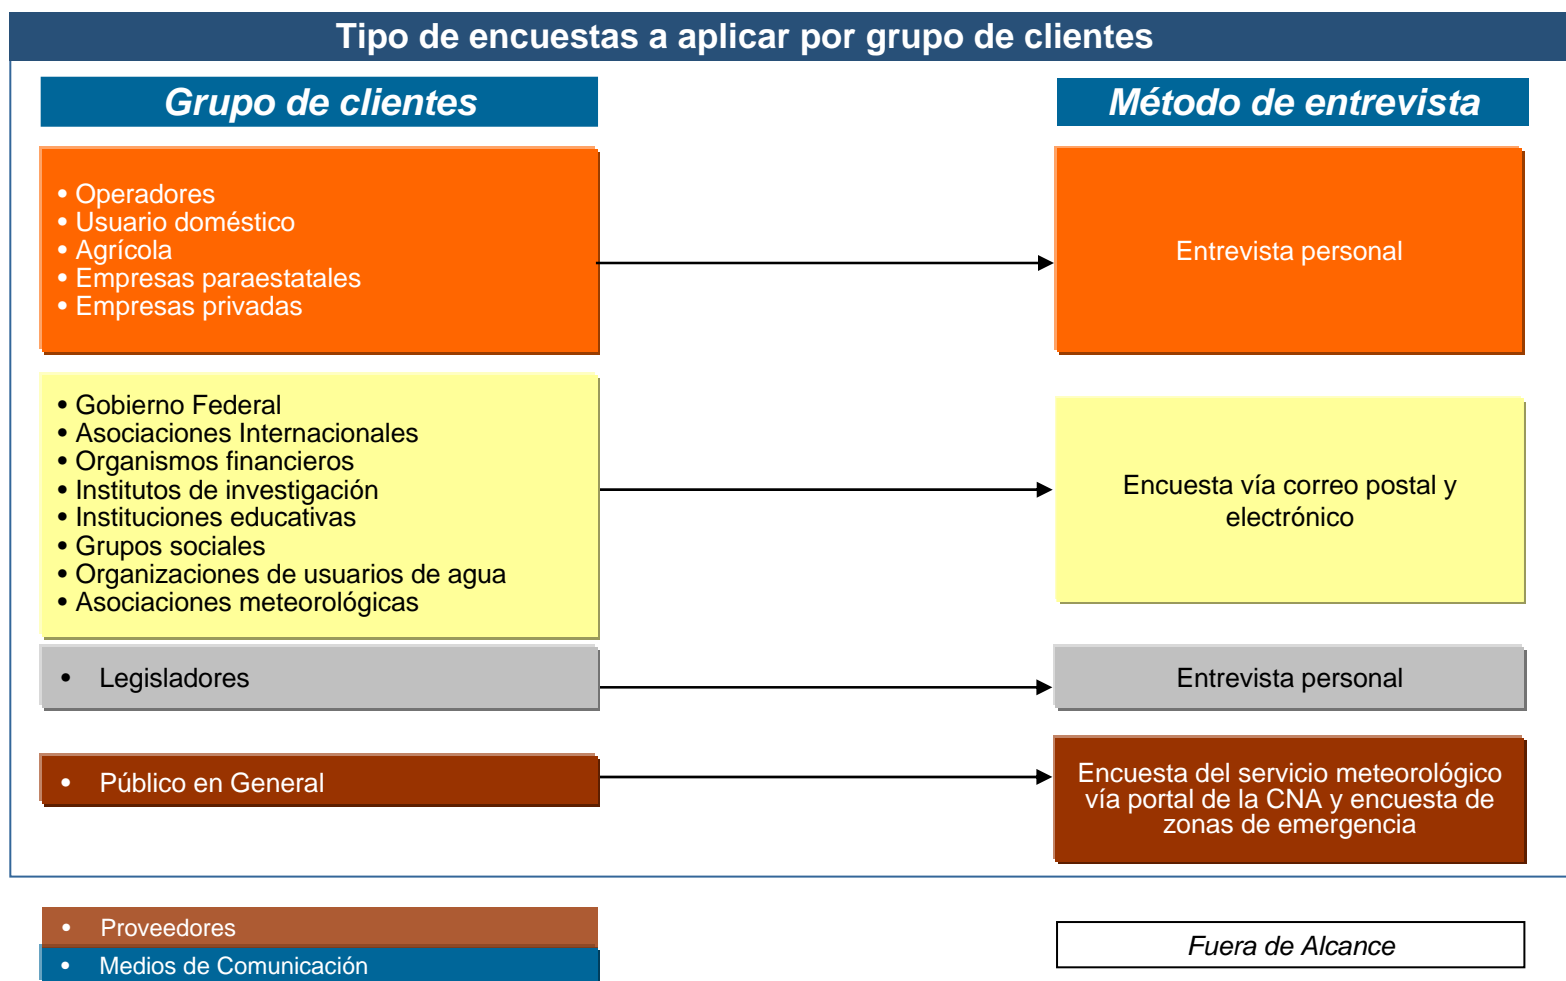 Tipo de encuestas a aplicar por grupo de clientes
Grupo de clientes
Método de entrevista
• Operadores
• Usuario doméstico
• Agrícola
• Empresas paraestatales
• Empresas privadas
Entrevista personal
• Gobierno Federal
• Asociaciones Internacionales
• Organismos financieros
• Institutos de investigación
• Instituciones educativas
• Grupos sociales
• Organizaciones de usuarios de agua
• Asociaciones meteorológicas
Encuesta vía correo postal y
electrónico
• Legisladores
Entrevista personal
• Público en General
Encuesta del servicio meteorológico
vía portal de la CNA y encuesta de
zonas de emergencia
• Proveedores
• Medios de Comunicación
Fuera de Alcance